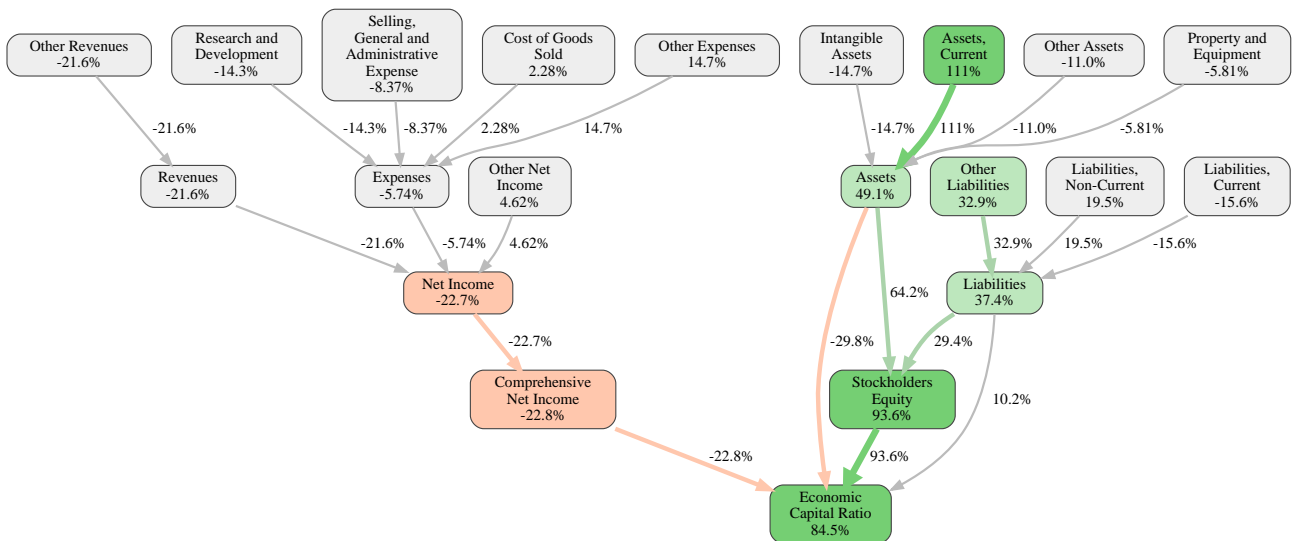 Other Revenues
-21.6%
Research and
Development
-14.3%
Selling,
General and
Administrative
Expense
-8.37%
Cost of Goods
Sold
2.28%
Other Expenses
14.7%
Intangible
Assets
-14.7%
Assets,
Current
111%
Other Assets
-11.0%
Property and
Equipment
-5.81%
-21.6%
-14.3%
-8.37%
2.28%
14.7%
-14.7%
111%
-11.0%
-5.81%
Revenues
-21.6%
Expenses
-5.74%
Other Net
Income
4.62%
Assets
49.1%
Other
Liabilities
32.9%
Liabilities,
Non-Current
19.5%
Liabilities,
Current
-15.6%
-21.6%
-5.74%
4.62%
32.9%
19.5%
-15.6%
Net Income
-22.7%
64.2%
Liabilities
37.4%
-22.7%
-29.8%
29.4%
Comprehensive
Net Income
-22.8%
Stockholders
Equity
93.6%
10.2%
-22.8%
93.6%
Economic
Capital Ratio
84.5%